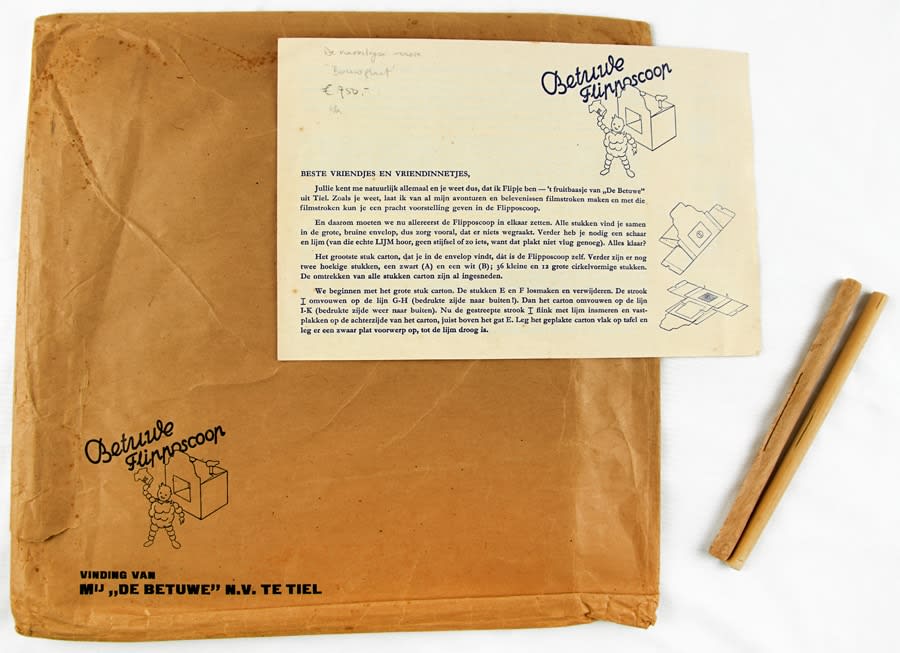 'Bouwplaat'
€ 950,-
Betuwe
Flipposcoop
BESTE VRIENDJES EN VRIENDINNETJES,
Jullie kent me natuurlijk allemaal en je weet dus, dat ik Flipje ben — 't fruitbaasje van „De Betuwe"
uit Tiel. Zoals je weet, laat ik van al mijn avonturen en belevenissen filmstroken maken en met die
filmstroken kun je een pracht voorstelling geven in de Flipposcoop.
En daarom moeten we nu allereerst de Flipposcoop in elkaar zetten. Alle stukken vind je samen
in de grote, bruine envelop, dus zorg vooral, dat er niets wegraakt. Verder heb je nodig een schaar
en lijm (van die echte LIJM hoor, geen stijfsel of zo iets, want dat plakt niet vlug genoeg). Alles klaar?
Het grootste stuk carton, dat je in de envelop vindt, dat is de Flipposcoop zelf. Verder zijn er nog
twee hoekige stukken, een zwart (A) en een wit (B); 36 kleine en 12 grote cirkelvormige stukken.
De omtrekken van alle stukken carton zijn al ingesneden.
We beginnen met het grote stuk carton. De stukken E en F losmaken en verwijderen. De strook
I omvouwen op de lijn G-H (bedrukte zijde naar buiten!). Dan het carton omvouwen op de lijn
I-K (bedrukte zijde weer naar buiten). Nu de gestreepte strook I flink met lijm insmeren en vast-
plakken op de achterzijde van het carton, juist boven het gat E. Leg het geplakte carton vlak op tafel en
leg er een zwaar plat voorwerp op, tot de lijm droog is.
Betuwe
Flipposcoop
VINDING VAN
MIJ „DE BETUWE" N.V. TE TIEL